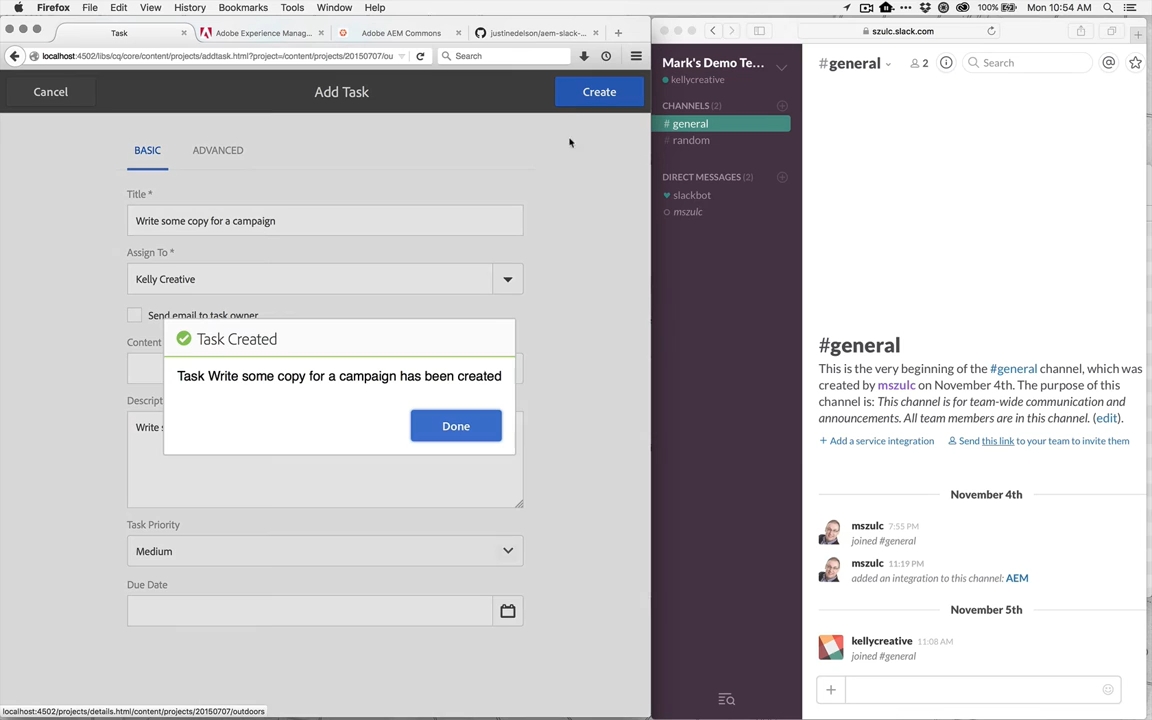 Firefox File Edit View History Bookmarks Tools Window Help
100% Mon 10:54 AM
Task
Adobe Experience Manag...
Adobe AEM Commons
justinedelson/aem-slack-...
localhost:4502/libs/cq/core/content/projects/addtask.html?project=/content/projects/20150707/ou
Search
szulc.slack.com
Cancel
Add Task
Create
BASIC
ADVANCED
Title *
Write some copy for a campaign
Assign To *
Kelly Creative
Send email to task owner
Content
Task Created
Task Write some copy for a campaign has been created
Done
Descript
Write
Task Priority
Medium
Due Date
localhost:4502/projects/details.html/content/projects/20150707/outdoors
Mark's Demo Te...
kellycreative
CHANNELS (2)
# general
# random
DIRECT MESSAGES (2)
slackbot
mszulc
#general
2
Search
#general
This is the very beginning of the #general channel, which was
created by mszulc on November 4th. The purpose of this
channel is: This channel is for team-wide communication and
announcements. All team members are in this channel. (edit).
+ Add a service integration
Send this link to your team to invite them
November 4th
mszulc 7:55 PM
joined #general
mszulc 11:19 PM
added an integration to this channel: AEM
November 5th
kellycreative 11:08 AM
joined #general